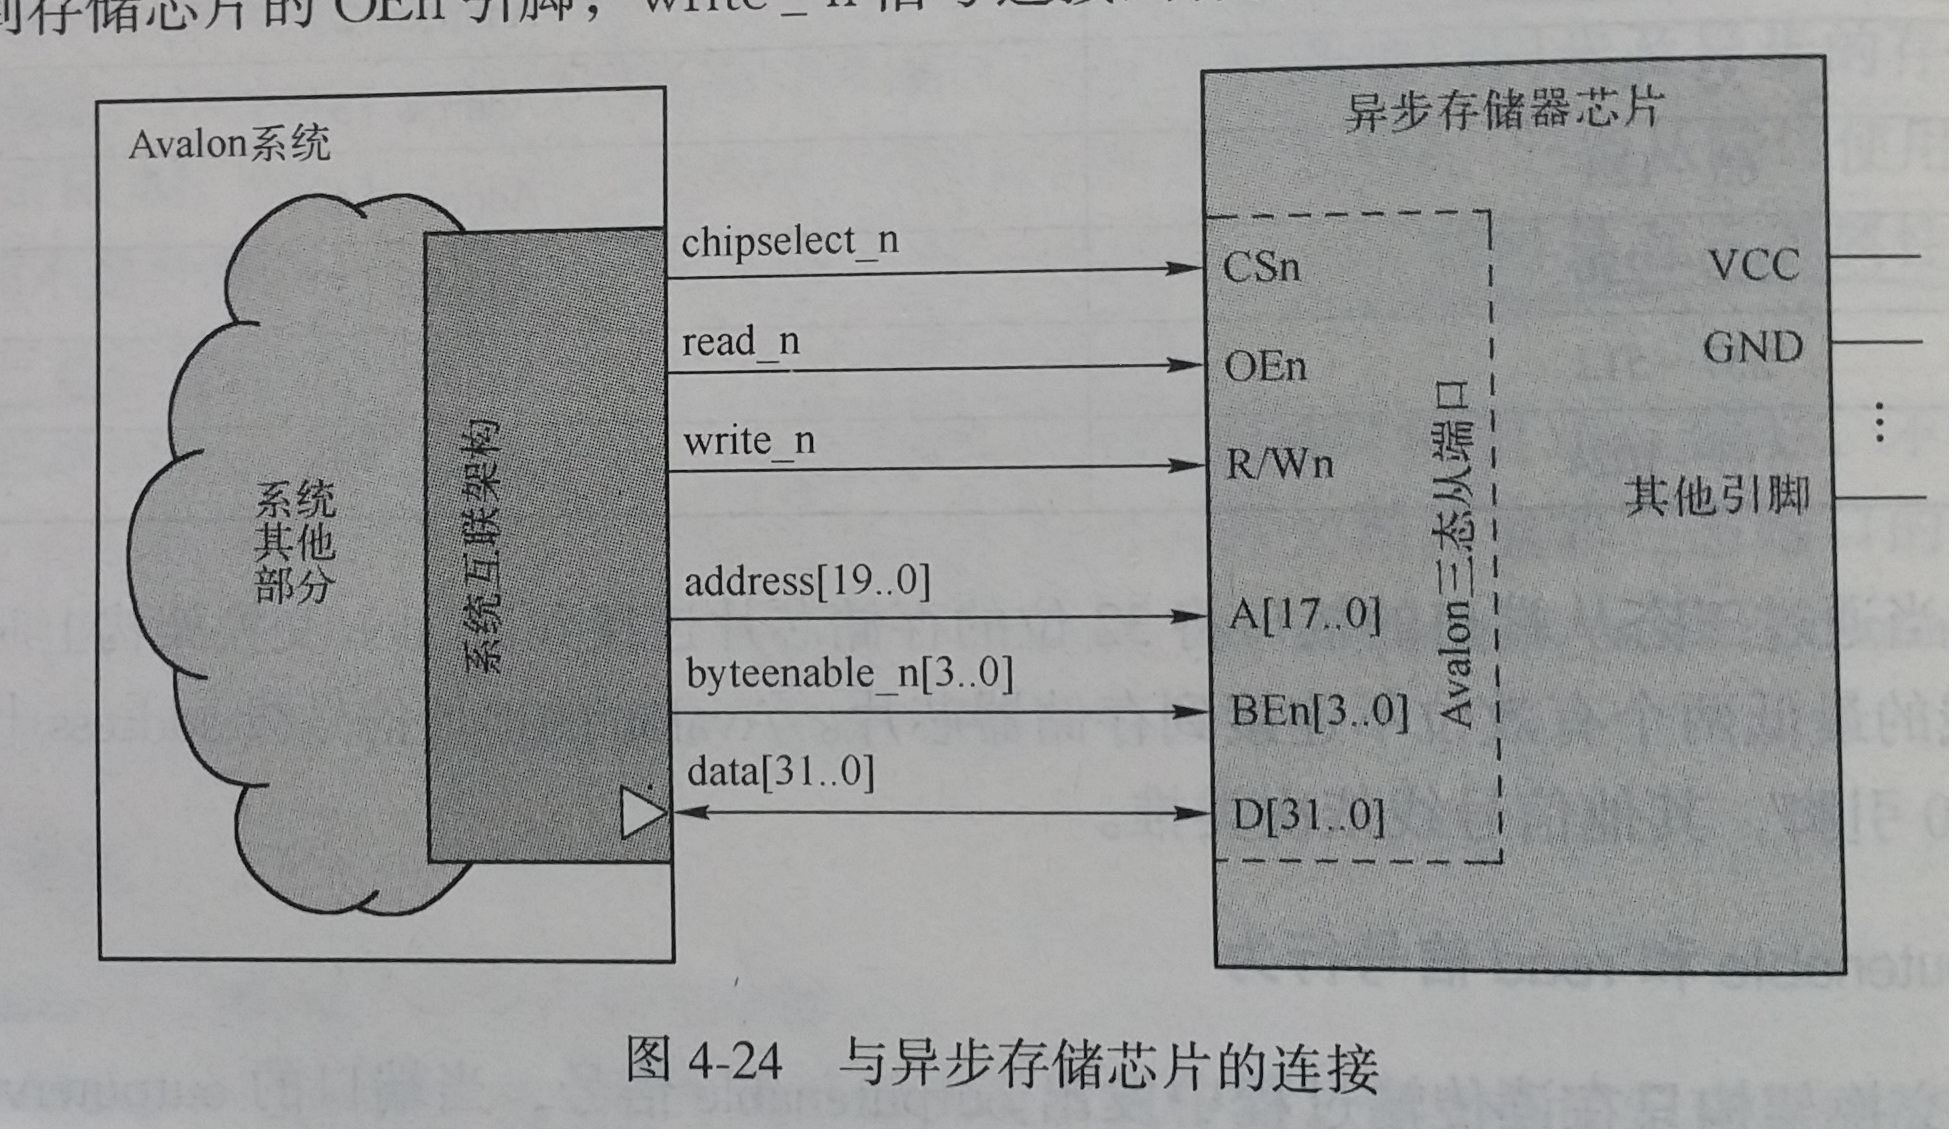 到存储芯片的 OEn 引脚，write_n 信号
Avalon系统
系统
其他
部分
系统互联架构
chipselect_n
read_n
write_n
address[19..0]
byteenable_n[3..0]
data[31..0]
异步存储器芯片
CSn
OEn
R/Wn
A[17..0]
BEn[3..0]
D[31..0]
Avalon三态从端口
VCC
GND
其他引脚
图 4-24 与异步存储芯片的连接